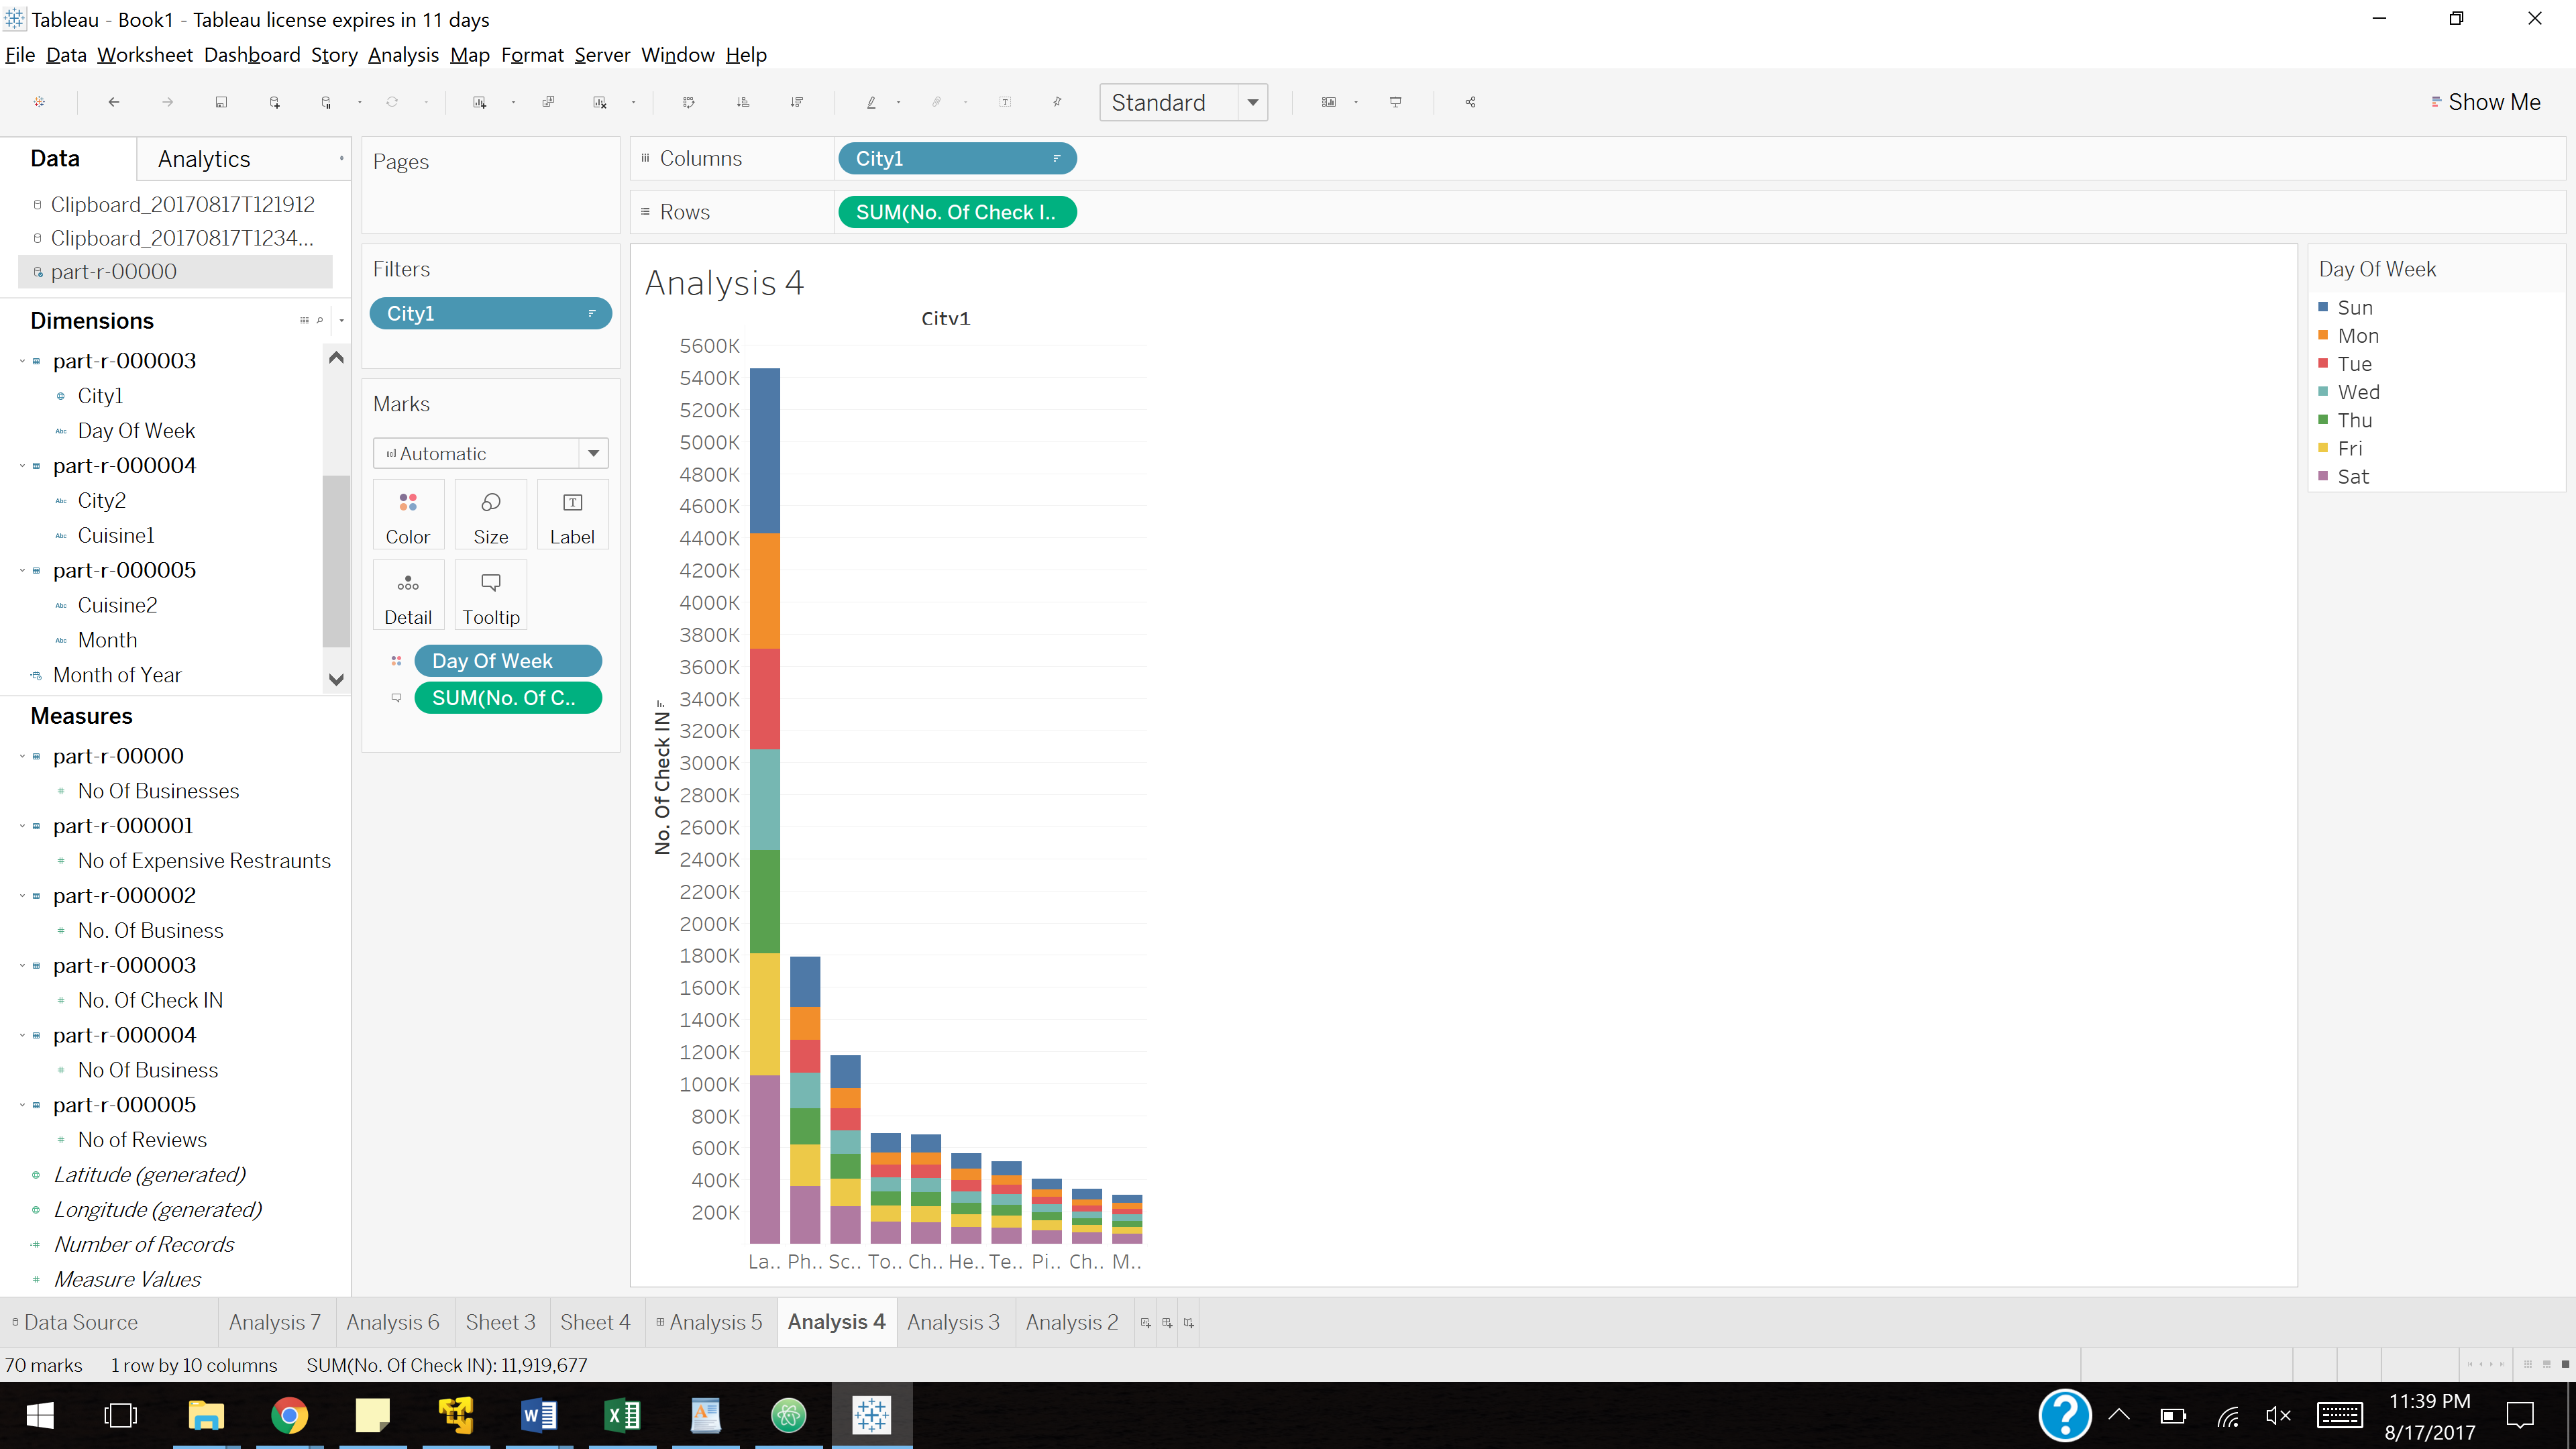 Tableau - Book1 - Tableau license expires in 11 days
File Data Worksheet Dashboard Story Analysis Map Format Server Window Help
Standard
Show Me
Data
Analytics
Clipboard_20170817T121912
Clipboard_20170817T1234...
part-r-00000
Dimensions
part-r-000003
City1
Abc Day Of Week
part-r-000004
Abc City2
Abc Cuisine1
part-r-000005
Abc Cuisine2
Abc Month
Month of Year
Measures
part-r-00000
# No Of Businesses
part-r-000001
# No of Expensive Restraunts
part-r-000002
# No. Of Business
part-r-000003
# No. Of Check IN
part-r-000004
# No Of Business
part-r-000005
# No of Reviews
Latitude (generated)
Longitude (generated)
# Number of Records
# Measure Values
Pages
Filters
City1
Marks
Automatic
Color
Size
Label
Detail
Tooltip
Day Of Week
SUM(No. Of C..
Columns
City1
Rows
SUM(No. Of Check I..
Analysis 4
City1
5600K
5400K
5200K
5000K
4800K
4600K
4400K
4200K
4000K
3800K
3600K
3400K
3200K
3000K
2800K
2600K
2400K
2200K
2000K
1800K
1600K
1400K
1200K
1000K
800K
600K
400K
200K
No. Of Check IN
La.. Ph.. Sc.. To.. Ch.. He.. Te.. Pi.. Ch.. M..
Day Of Week
Sun
Mon
Tue
Wed
Thu
Fri
Sat
Data Source
Analysis 7
Analysis 6
Sheet 3
Sheet 4
Analysis 5
Analysis 4
Analysis 3
Analysis 2
70 marks 1 row by 10 columns SUM(No. Of Check IN): 11,919,677
11:39 PM
8/17/2017